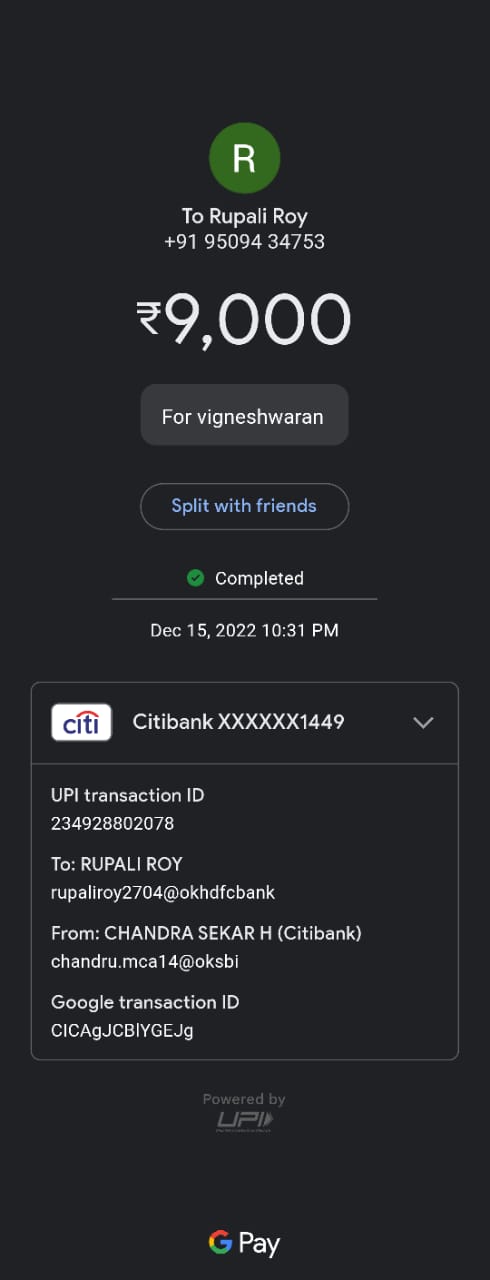 R
To Rupali Roy
+91 95094 34753
₹9,000
For vigneshwaran
Split with friends
Completed
Dec 15, 2022 10:31 PM
citi Citibank XXXXXX1449
UPI transaction ID
234928802078
To: RUPALI ROY
rupaliroy2704@okhdfcbank
From: CHANDRA SEKAR H (Citibank)
chandru.mca14@oksbi
Google transaction ID
CICAgJCBlYGEJg
Powered by
UPI
G Pay